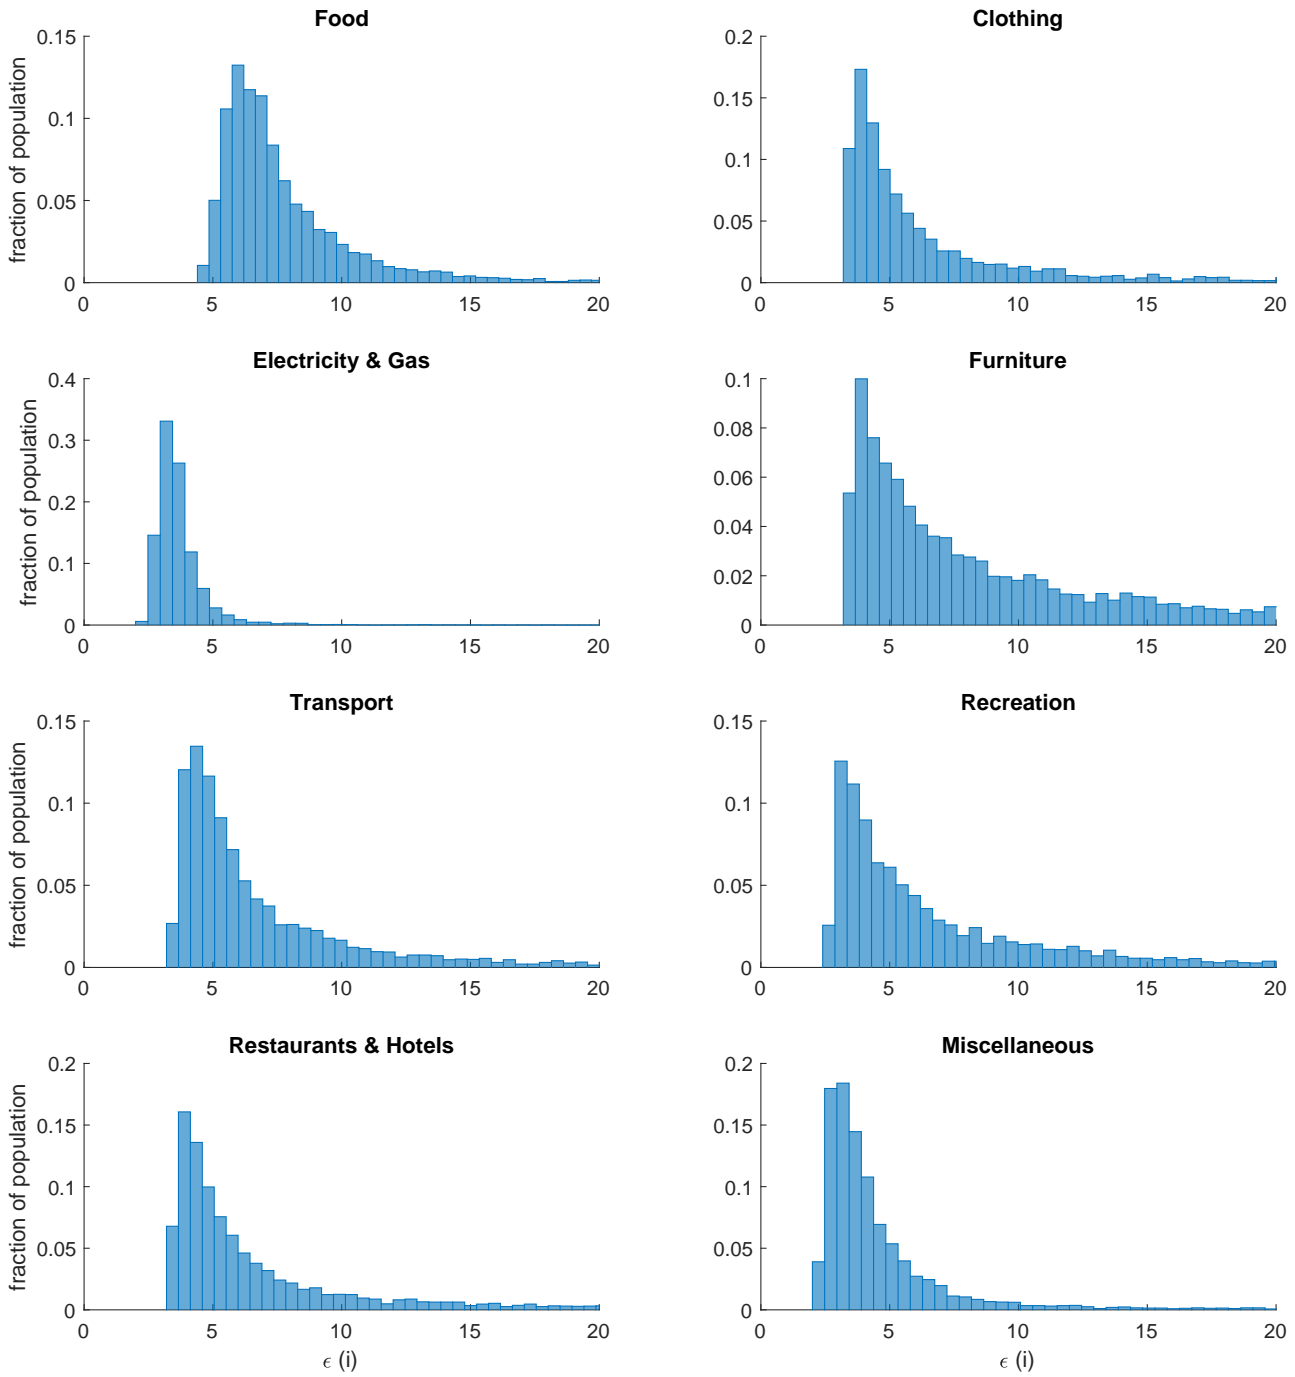 Food
fraction of population
0.15
0.1
0.05
0
0 5 10 15 20
Clothing
0.2
0.15
0.1
0.05
0
0 5 10 15 20
Electricity & Gas
fraction of population
0.4
0.3
0.2
0.1
0
0 5 10 15 20
Furniture
0.1
0.08
0.06
0.04
0.02
0
0 5 10 15 20
Transport
fraction of population
0.15
0.1
0.05
0
0 5 10 15 20
Recreation
0.15
0.1
0.05
0
0 5 10 15 20
Restaurants & Hotels
fraction of population
0.2
0.15
0.1
0.05
0
0 5 10 15 20
ϵ (i)
Miscellaneous
0.2
0.15
0.1
0.05
0
0 5 10 15 20
ϵ (i)